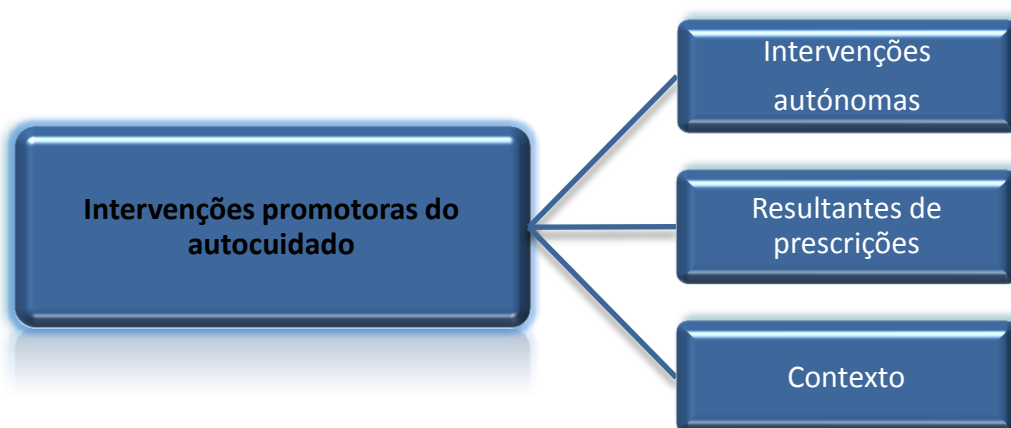 Intervenções
autónomas
Intervenções promotoras do
autocuidado
Resultantes de
prescrições
Contexto